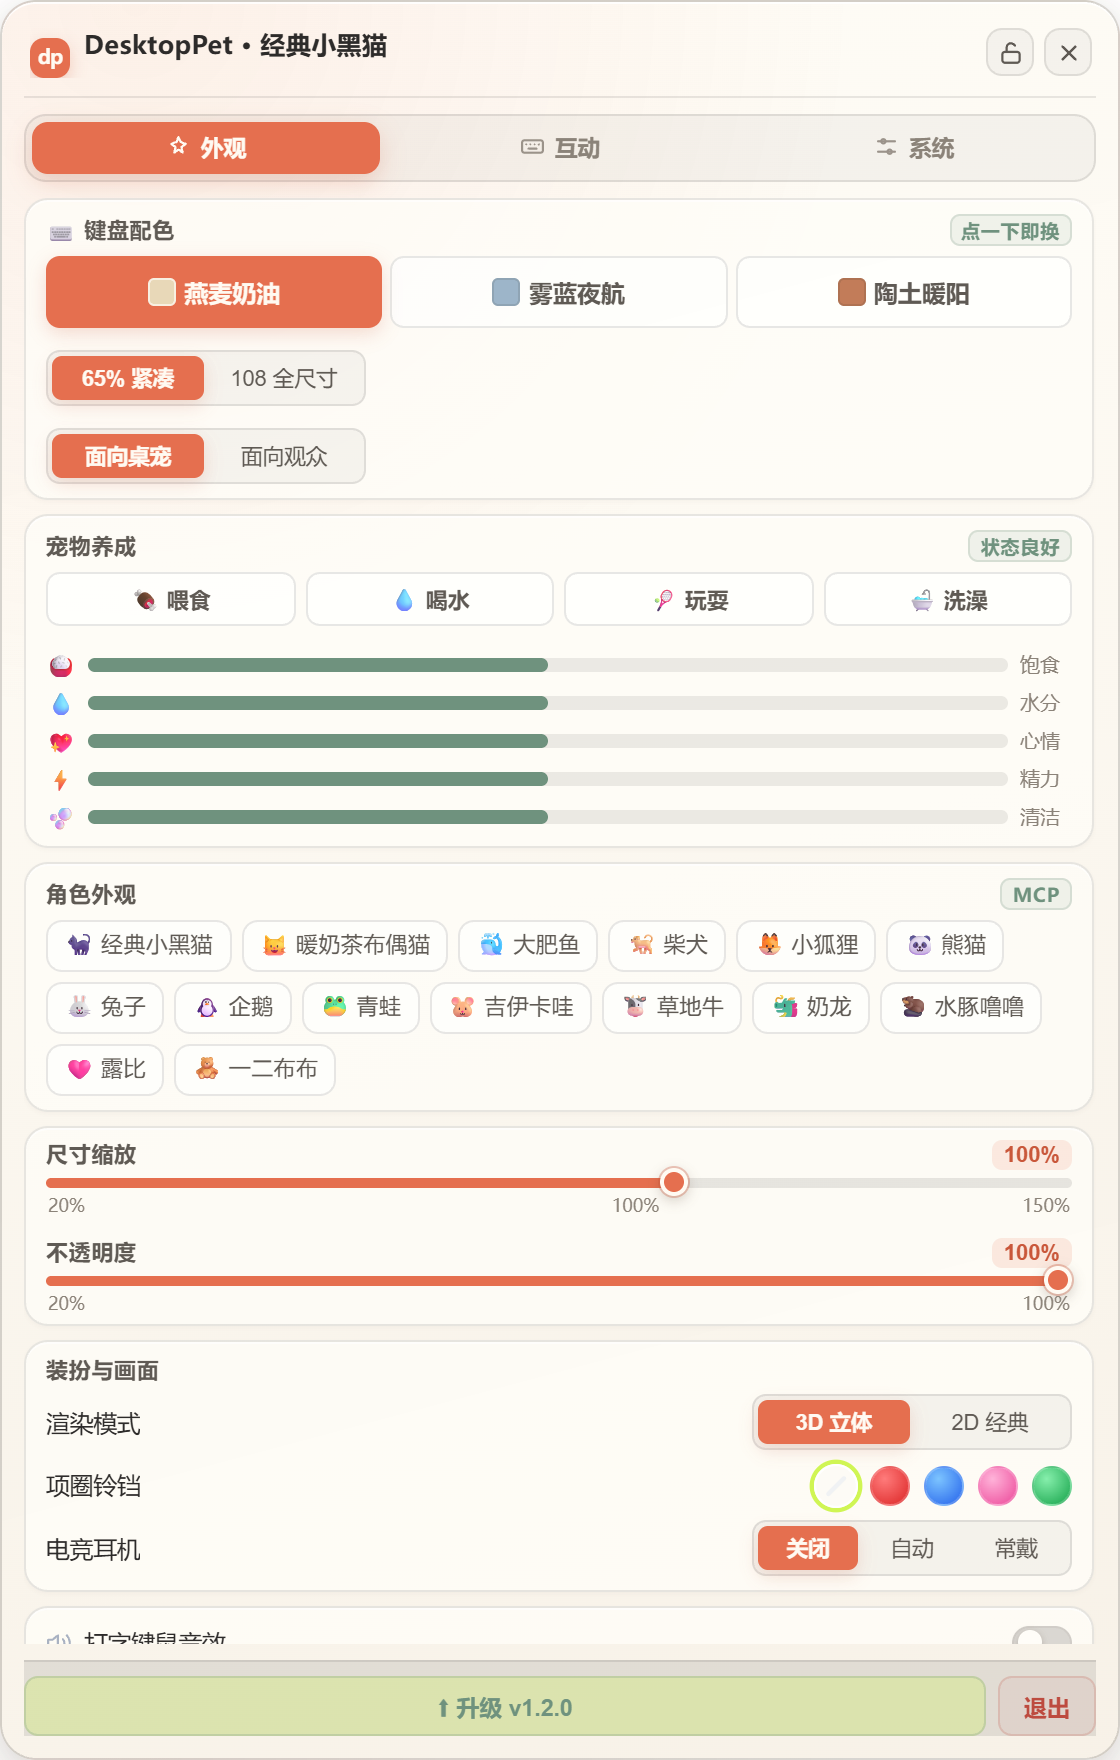 dp DesktopPet • 经典小黑猫
外观 互动 系统
键盘配色 点一下即换
燕麦奶油 雾蓝夜航 陶土暖阳
65% 紧凑 108 全尺寸
面向桌宠 面向观众
宠物养成 状态良好
喂食 喝水 玩耍 洗澡
饱食
水分
心情
精力
清洁
角色外观 MCP
经典小黑猫 暖奶茶布偶猫 大肥鱼 柴犬 小狐狸 熊猫
兔子 企鹅 青蛙 吉伊卡哇 草地牛 奶龙 水豚噜噜
露比 一二布布
尺寸缩放 100%
20% 100% 150%
不透明度 100%
20% 100%
装扮与画面
渲染模式 3D 立体 2D 经典
项圈铃铛
电竞耳机 关闭 自动 常戴
打字键鼠音效
⬆ 升级 v1.2.0 退出